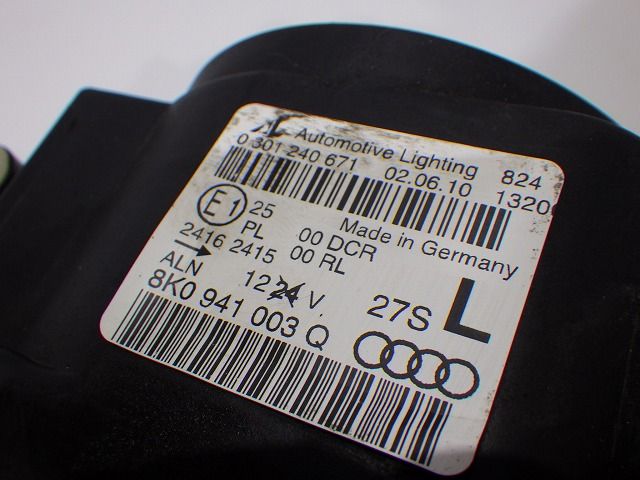 AL Automotive Lighting 824
0 301 240 671 02.06.10 1320
Made in Germany
E1 25
PL 00 DCR
2416 2415 00 RL
ALN 12 24 V 27S L
8K0 941 003 Q